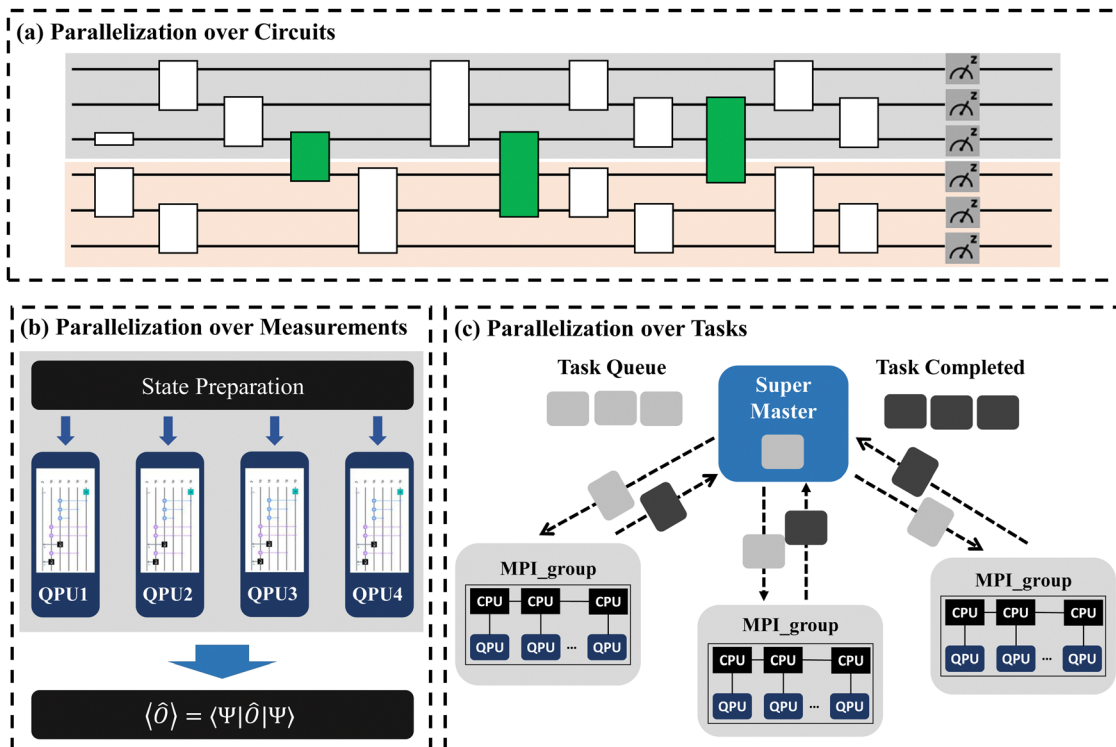 (a) Parallelization over Circuits
z
z
z
z
z
z
(b) Parallelization over Measurements
State Preparation
QPU1 QPU2 QPU3 QPU4
⟨Ô⟩ = ⟨Ψ|Ô|Ψ⟩
(c) Parallelization over Tasks
Task Queue
Super
Master
Task Completed
MPI_group
CPU CPU CPU
QPU QPU ... QPU
MPI_group
CPU CPU CPU
QPU QPU ... QPU
MPI_group
CPU CPU CPU
QPU QPU ... QPU